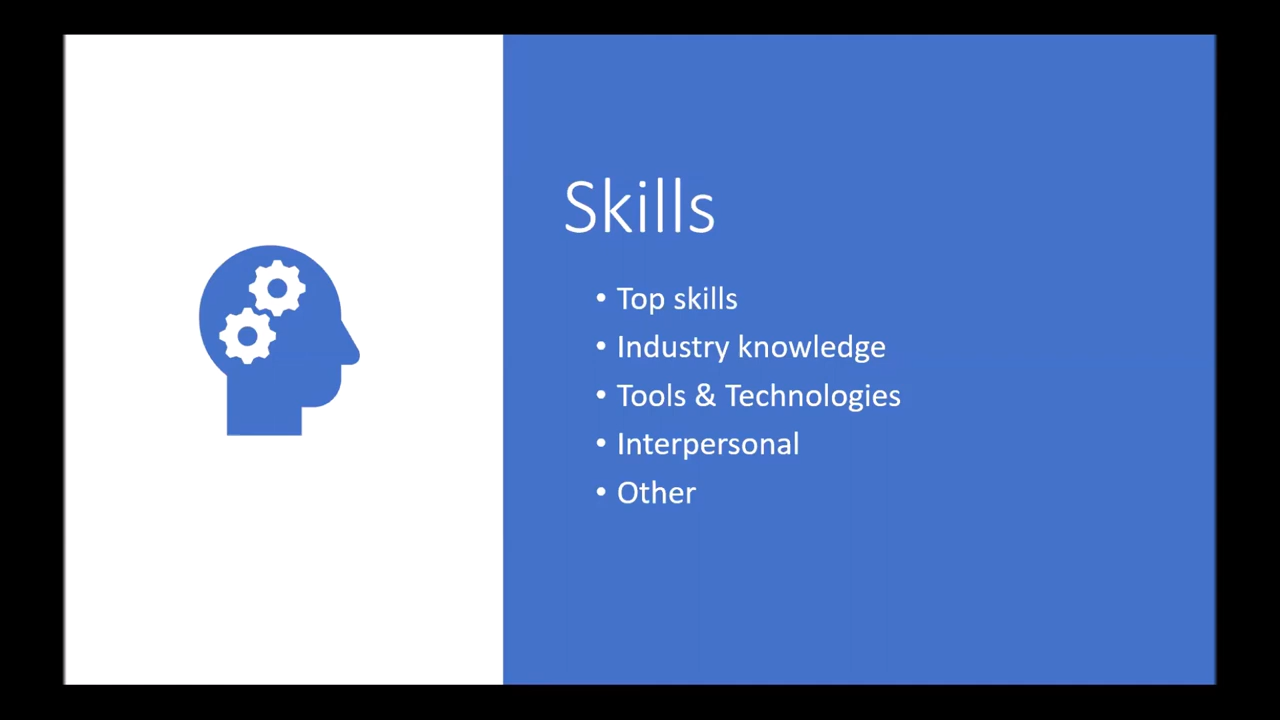 Skills
• Top skills
• Industry knowledge
• Tools & Technologies
• Interpersonal
• Other